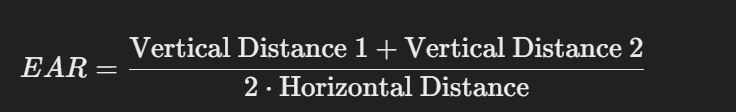 EAR = Vertical Distance 1 + Vertical Distance 2
2 · Horizontal Distance